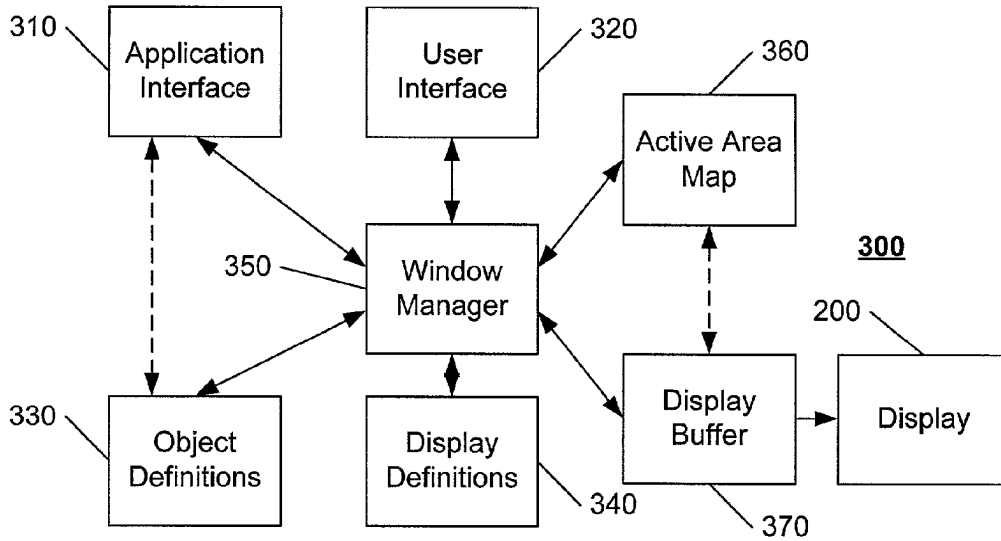 310
Application
Interface
User
Interface
320
360
Active Area
Map
350
Window
Manager
300
200
330
Object
Definitions
Display
Definitions
340
Display
Buffer
370
Display